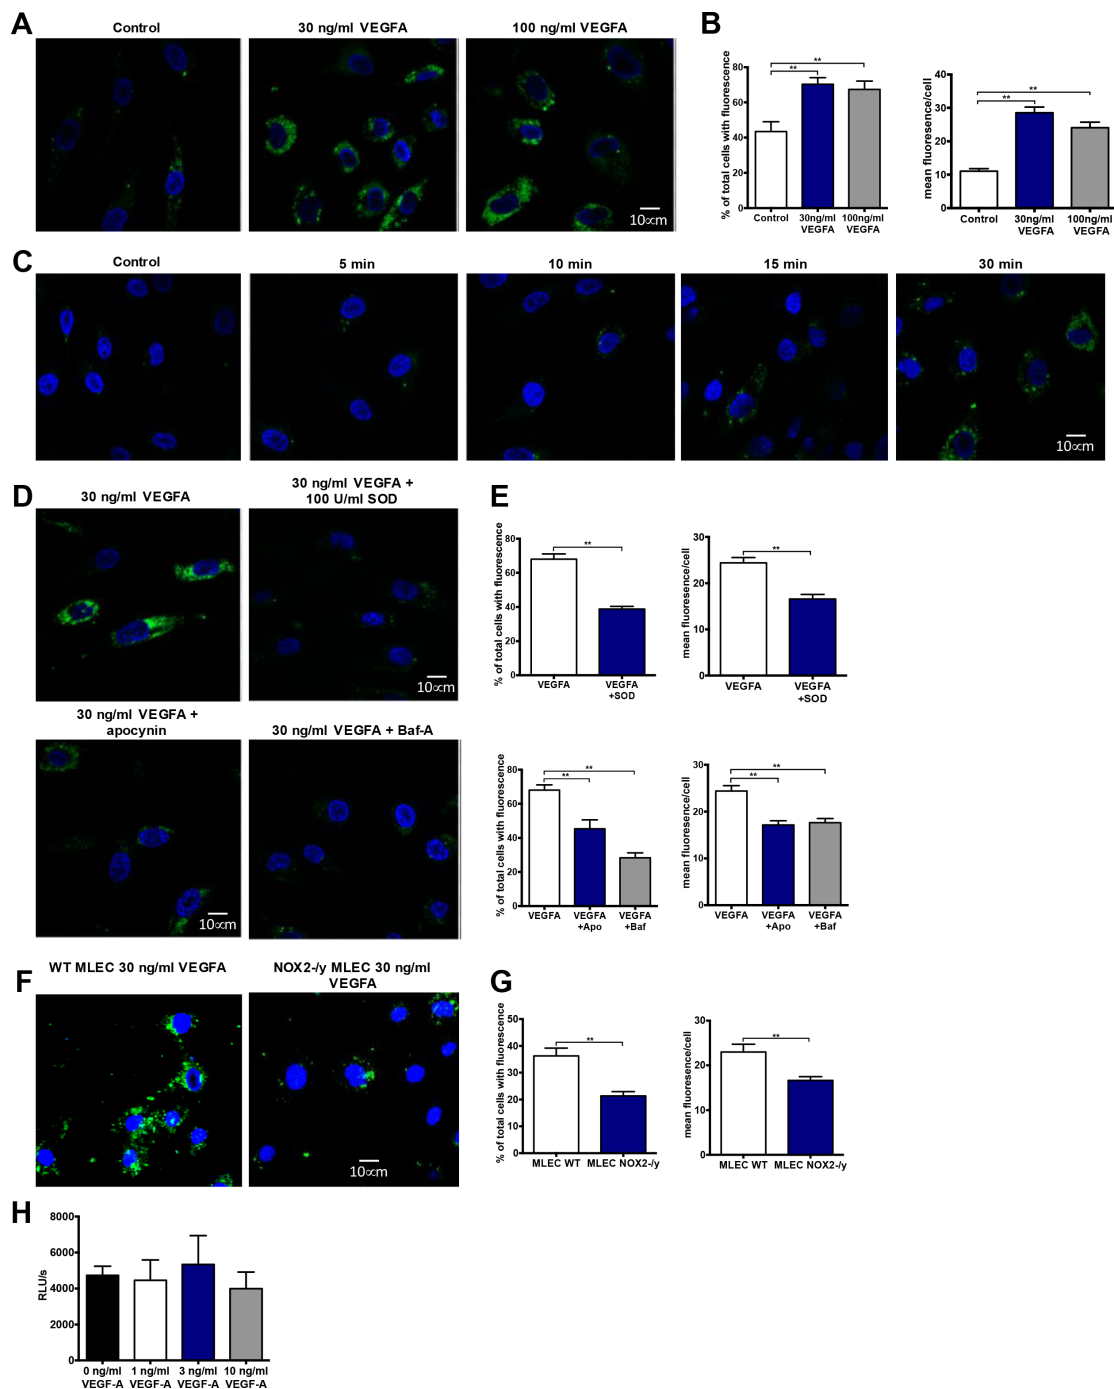 A
Control
30 ng/ml VEGFA
100 ng/ml VEGFA
10∝m
B
% of total cells with fluorescence
80
60
40
20
0
Control
30ng/ml
VEGFA
100ng/ml
VEGFA
**
**
mean fluoresence/cell
40
30
20
10
0
Control
30ng/ml
VEGFA
100ng/ml
VEGFA
**
**
C
Control
5 min
10 min
15 min
30 min
10∝m
D
30 ng/ml VEGFA
30 ng/ml VEGFA +
100 U/ml SOD
10∝m
30 ng/ml VEGFA +
apocynin
30 ng/ml VEGFA + Baf-A
10∝m
E
% of total cells with fluorescence
80
60
40
20
0
VEGFA
VEGFA
+SOD
**
mean fluoresence/cell
30
20
10
0
VEGFA
VEGFA
+SOD
**
% of total cells with fluorescence
80
60
40
20
0
VEGFA
VEGFA
+Apo
VEGFA
+Baf
**
**
mean fluoresence/cell
30
20
10
0
VEGFA
VEGFA
+Apo
VEGFA
+Baf
**
**
F
WT MLEC 30 ng/ml VEGFA
NOX2-/y MLEC 30 ng/ml
VEGFA
10∝m
G
% of total cells with fluorescence
50
40
30
20
10
0
MLEC WT
MLEC NOX2-/y
**
mean fluoresence/cell
30
20
10
0
MLEC WT
MLEC NOX2-/y
**
H
RLU/s
8000
6000
4000
2000
0
0 ng/ml
VEGF-A
1 ng/ml
VEGF-A
3 ng/ml
VEGF-A
10 ng/ml
VEGF-A